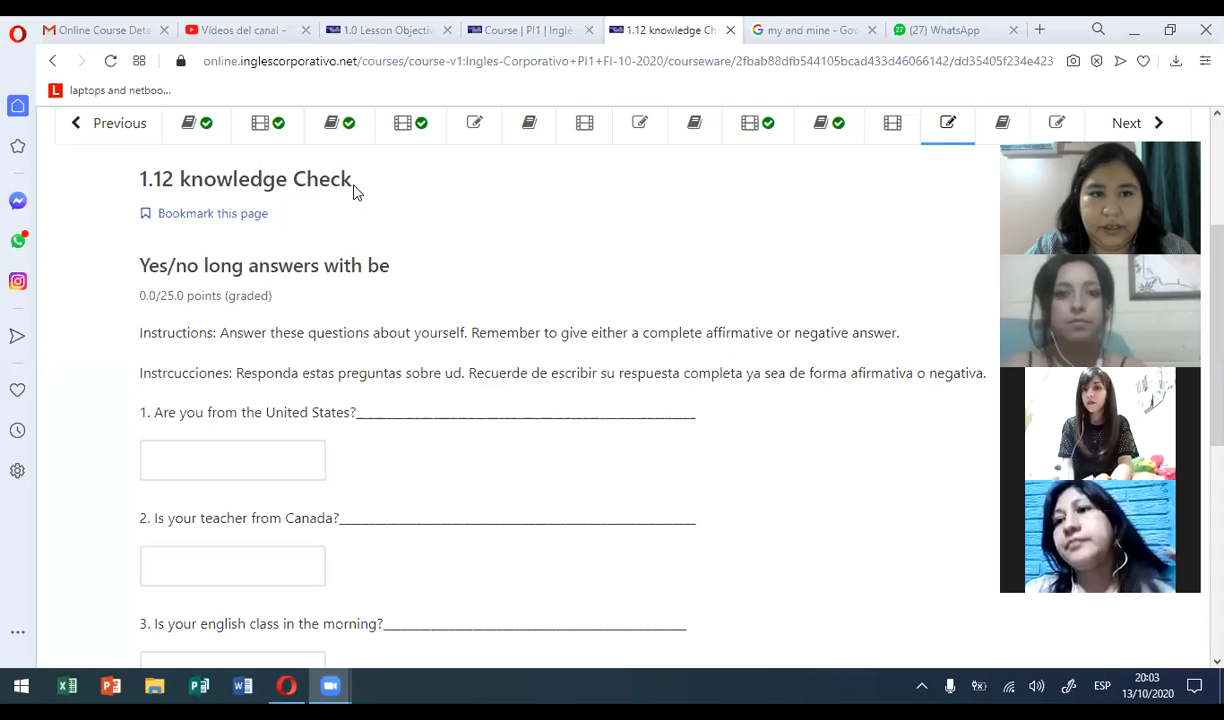 Online Course Deta
Vídeos del canal -
1.0 Lesson Objectiv
Course | PI1 | Inglé
1.12 knowledge Ch
my and mine - Goo
(27) WhatsApp
online.inglescorporativo.net/courses/course-v1:Ingles-Corporativo+PI1+FI-10-2020/courseware/2fbab88dfb544105bcad433d46066142/dd35405f234e423
laptops and netboo...
Previous
Next
1.12 knowledge Check
Bookmark this page
Yes/no long answers with be
0.0/25.0 points (graded)
Instructions: Answer these questions about yourself. Remember to give either a complete affirmative or negative answer.
Instrcucciones: Responda estas preguntas sobre ud. Recuerde de escribir su respuesta completa ya sea de forma afirmativa o negativa.
1. Are you from the United States?
2. Is your teacher from Canada?
3. Is your english class in the morning?
ESP
20:03
13/10/2020